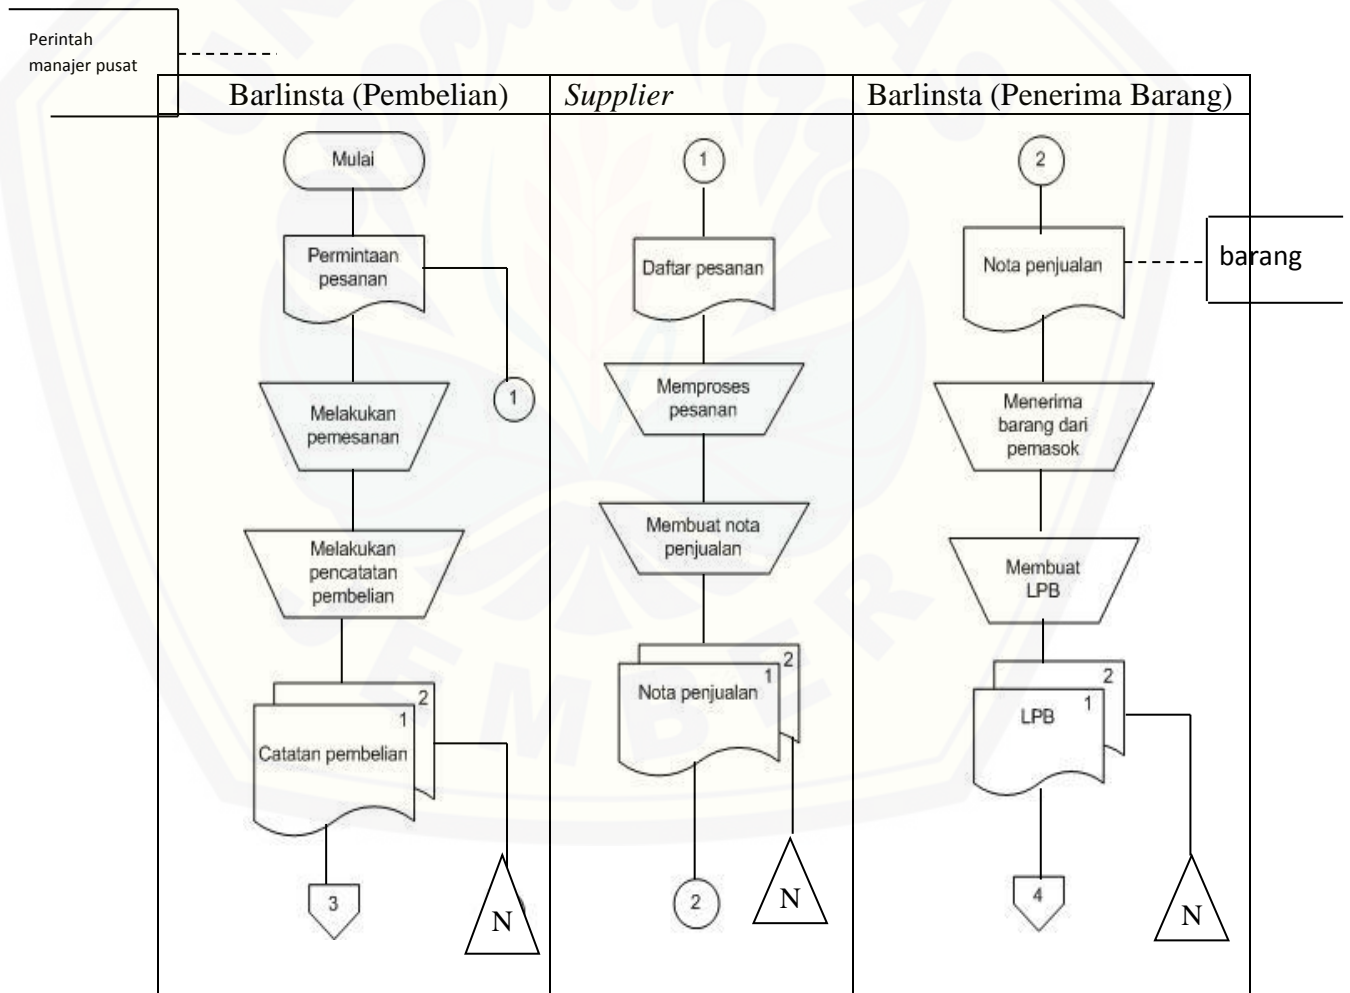 Perintah
manajer pusat
Barlinsta (Pembelian)
Supplier
Barlinsta (Penerima Barang)
Mulai
Permintaan
pesanan
1
Melakukan
pemesanan
Melakukan
pencatatan
pembelian
2
1
Catatan pembelian
3
N
1
Daftar pesanan
Memproses
pesanan
Membuat nota
penjualan
2
1
Nota penjualan
2
N
2
Nota penjualan
barang
Menerima
barang dari
pemasok
Membuat
LPB
2
1
LPB
4
N
UNIVERSITAS
JEMBER